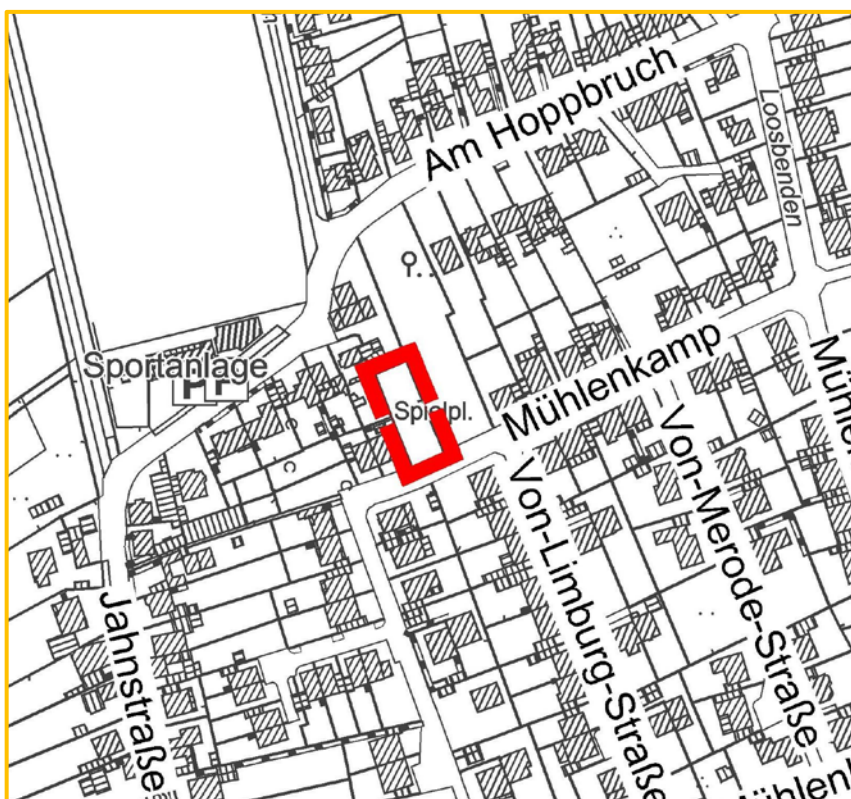 Am Hoppbruch
Loosbenden
Sportanlage
P P
Spielpl.
Mühlenkamp
Jahnstraße
Von-Limburg-Straße
Von-Merode-Straße